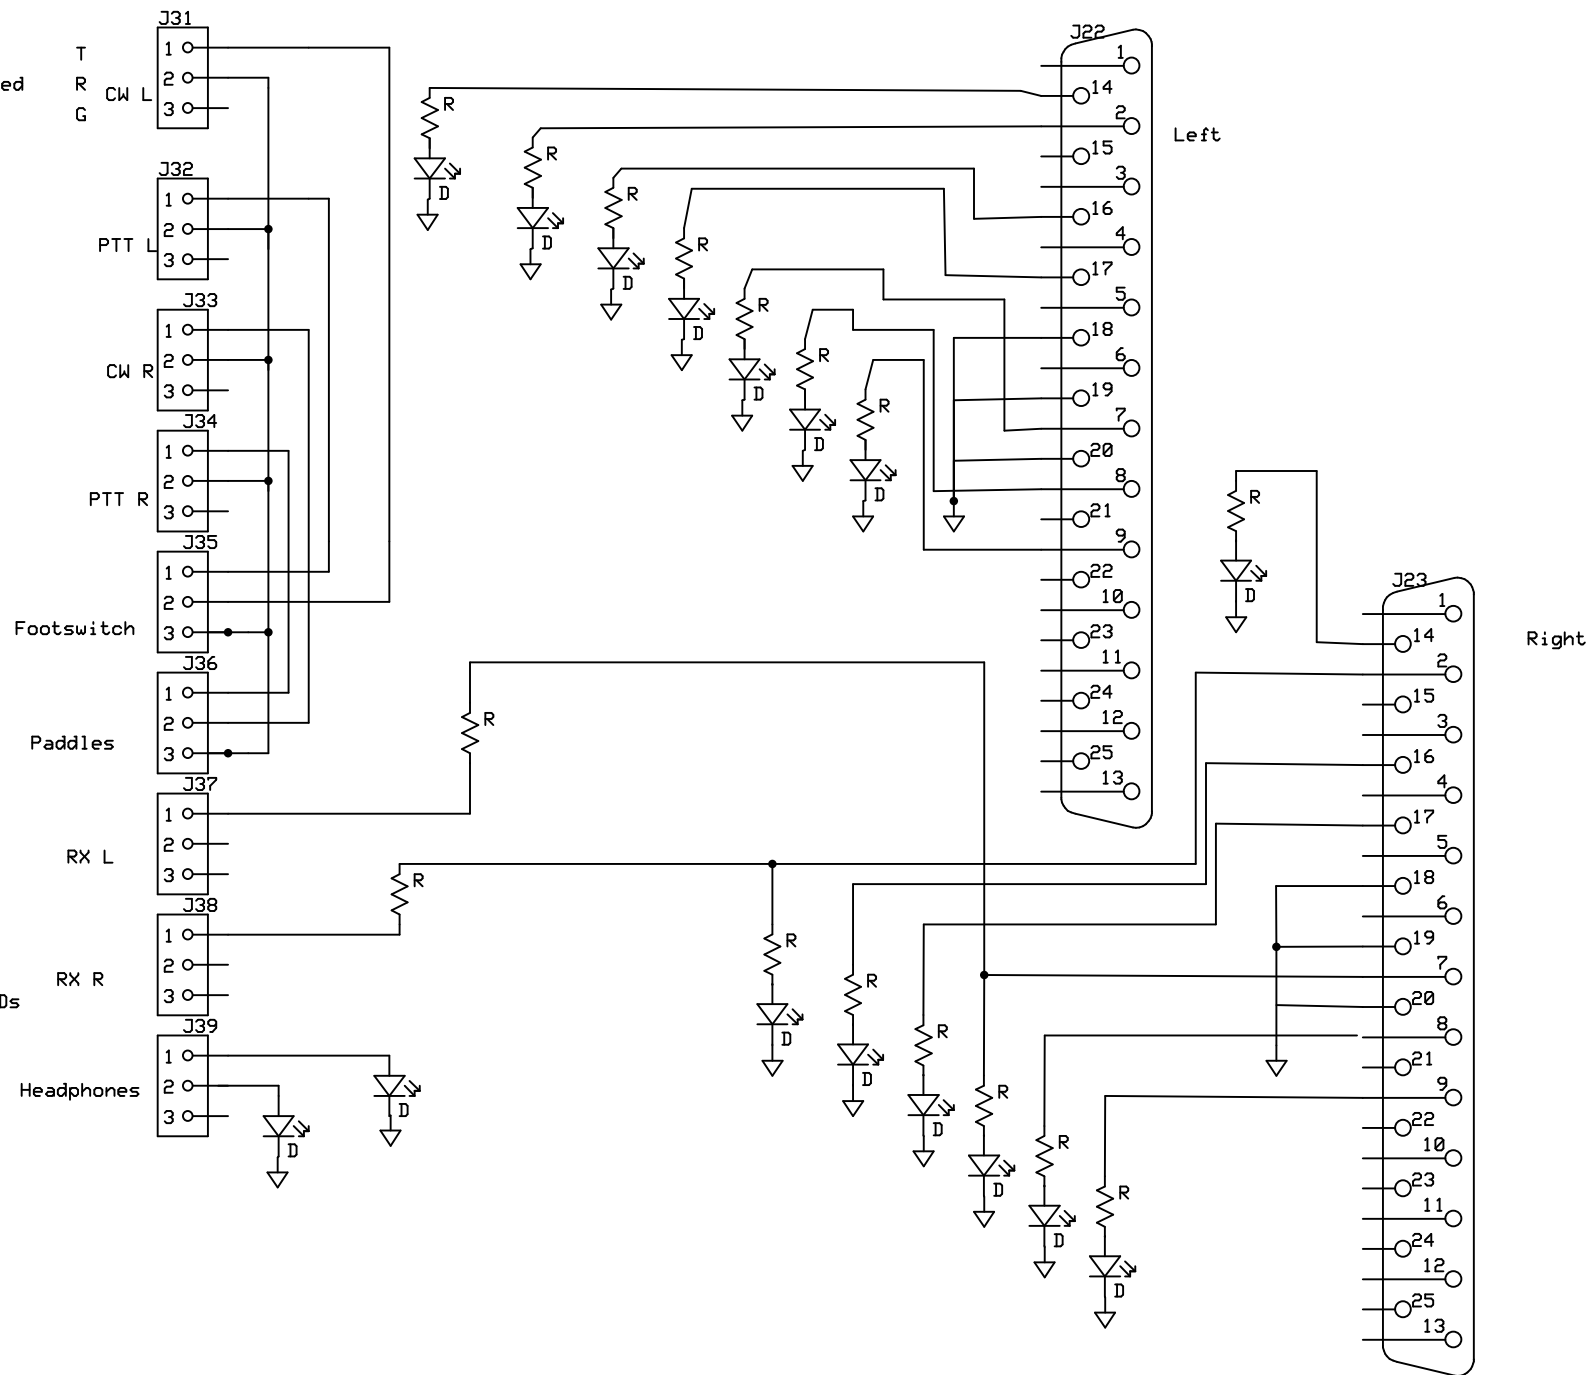 J31
1
2
3
T
R
G
ed
CW L
J32
1
2
3
PTT L
J33
1
2
3
CW R
J34
1
2
3
PTT R
J35
1
2
3
Footswitch
J36
1
2
3
Paddles
J37
1
2
3
RX L
J38
1
2
3
RX R
Ds
J39
1
2
3
Headphones
D
D
R
D
R
D
R
D
R
D
R
D
R
D
R
D
J22
1
14
2
15
3
16
4
17
5
18
6
19
7
20
8
21
9
22
10
23
11
24
12
25
13
Left
R
R
R
D
R
D
R
D
R
D
R
D
R
D
R
D
J23
1
14
2
15
3
16
4
17
5
18
6
19
7
20
8
21
9
22
10
23
11
24
12
25
13
Right